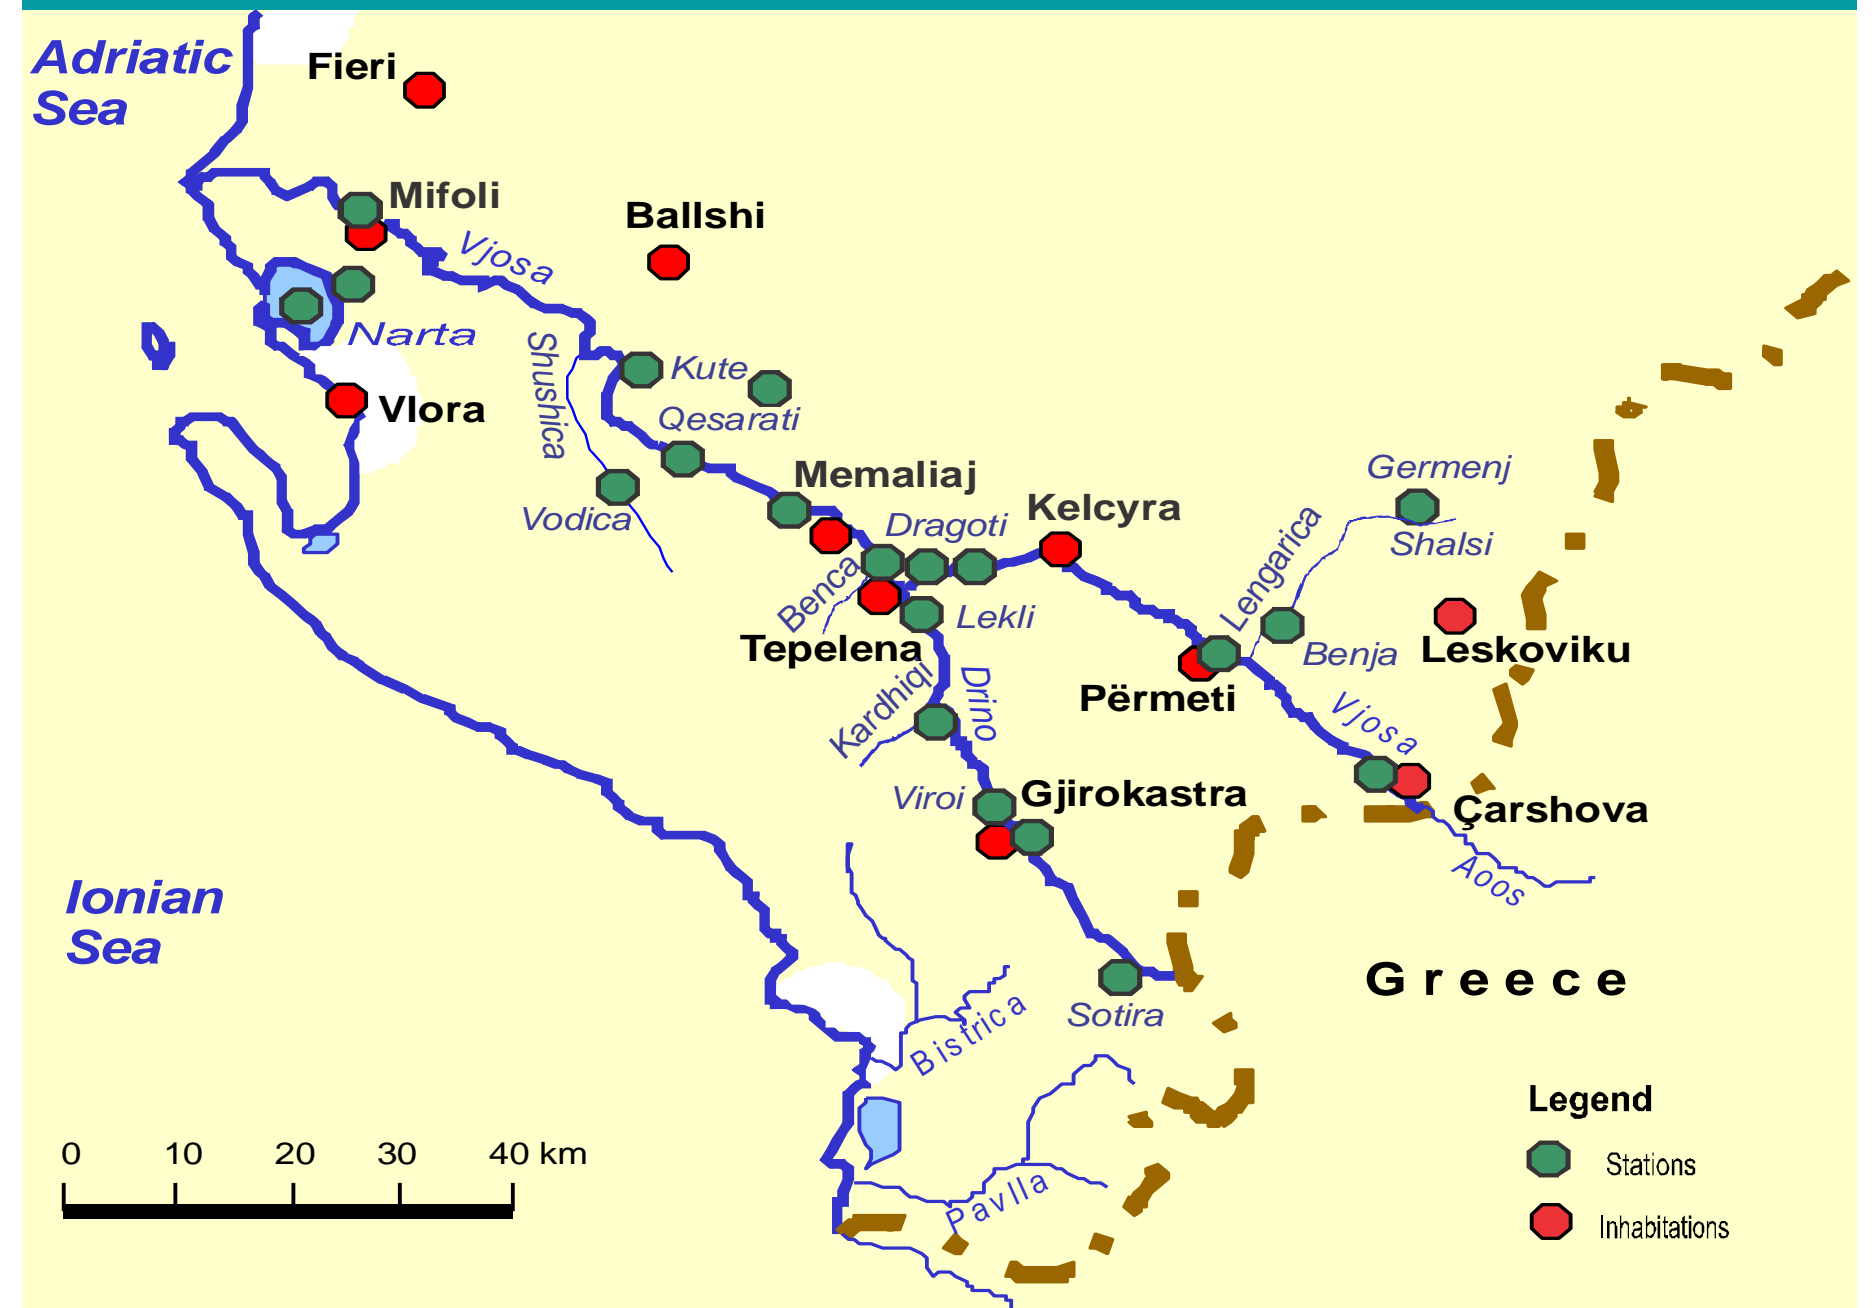 Adriatic
Sea
Fieri
Mifoli
Ballshi
Vjosa
Narta
Shushica
Kute
Vlora
Qesarati
Memaliaj
Germenj
Vodica
Dragoti
Kelcyra
Lengarica
Shalsi
Benca
Lekli
Tepelena
Benja
Leskoviku
Kardhiqi
Drino
Përmeti
Vjosa
Viroi
Gjirokastra
Çarshova
Aoos
Ionian
Sea
Greece
Sotira
Bistrica
Pavlla
0 10 20 30 40 km
Legend
Stations
Inhabitations